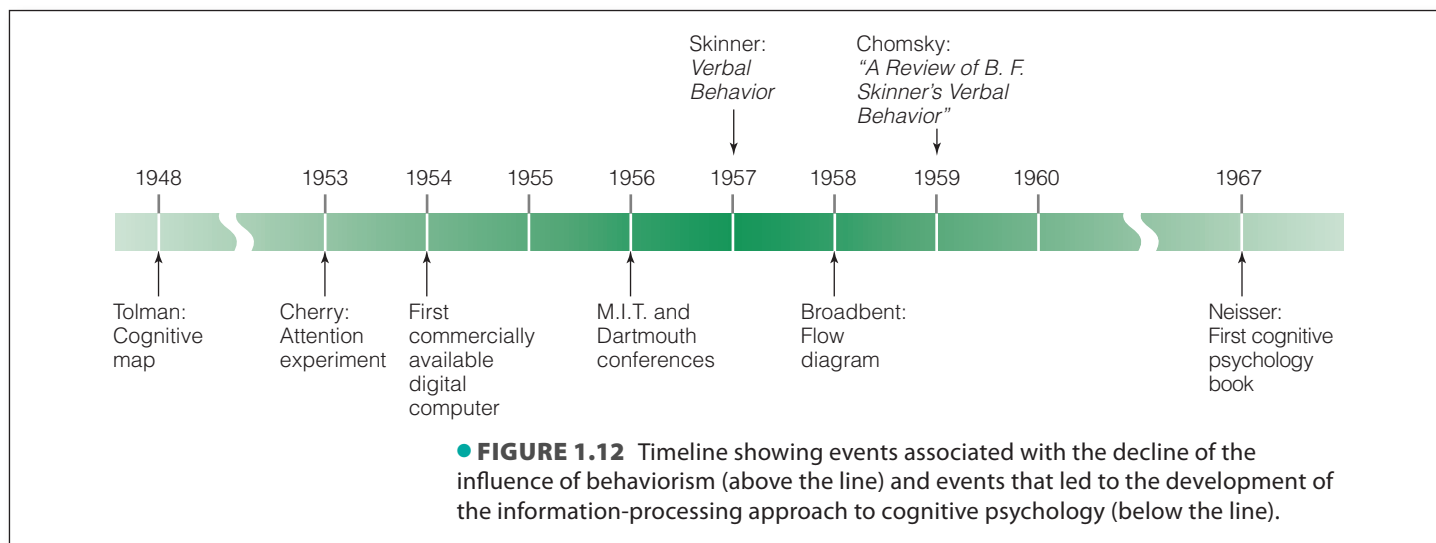 Skinner:
Verbal
Behavior
Chomsky:
"A Review of B. F.
Skinner's Verbal
Behavior"
1948
1953
1954
1955
1956
1957
1958
1959
1960
1967
Tolman:
Cognitive
map
Cherry:
Attention
experiment
First
commercially
available
digital
computer
M.I.T. and
Dartmouth
conferences
Broadbent:
Flow
diagram
Neisser:
First cognitive
psychology
book
● FIGURE 1.12 Timeline showing events associated with the decline of the
influence of behaviorism (above the line) and events that led to the development of
the information-processing approach to cognitive psychology (below the line).